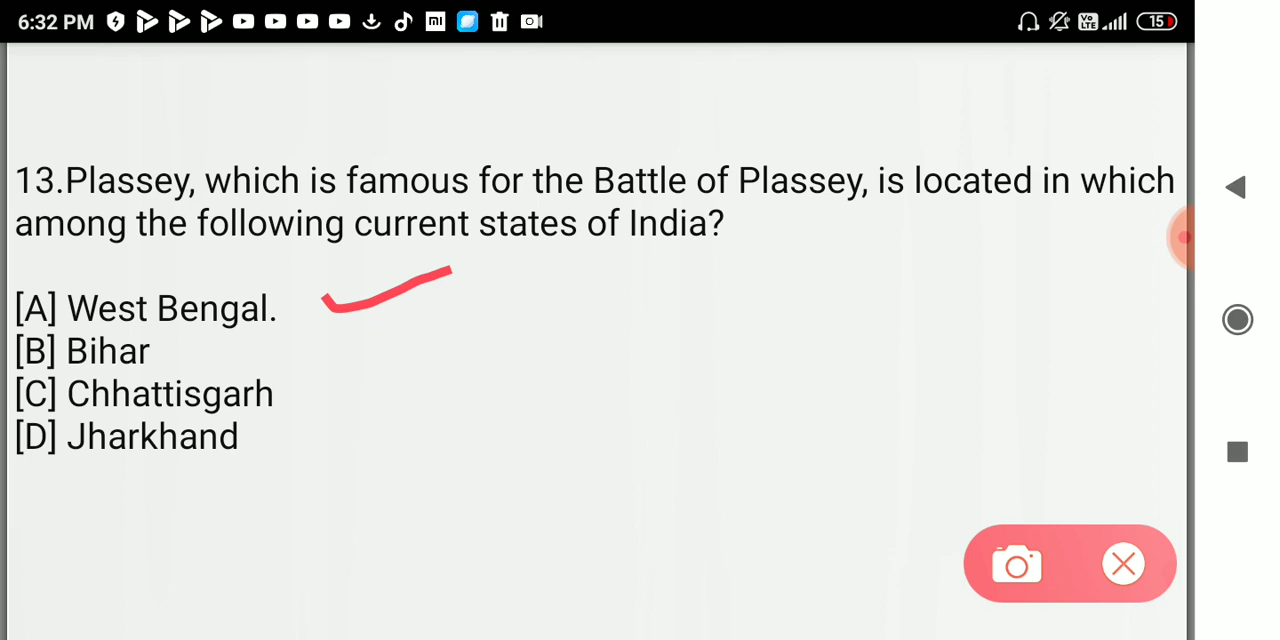 6:32 PM
15
13.Plassey, which is famous for the Battle of Plassey, is located in which
among the following current states of India?
[A] West Bengal.
[B] Bihar
[C] Chhattisgarh
[D] Jharkhand